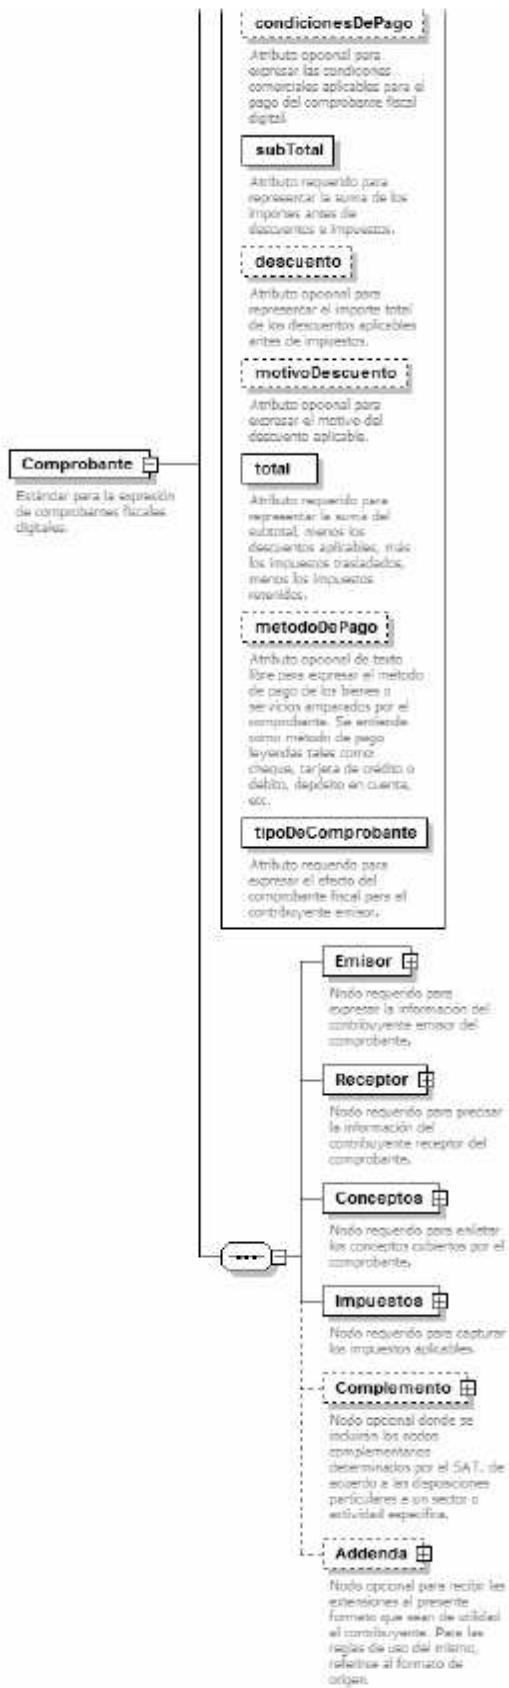 condicionesDePago
Atributo opcional para
expresar las condiciones
comerciales aplicables para el
pago del comprobante fiscal
digital.
subTotal
Atributo requerido para
representar la suma de los
importes antes de
descuentos e impuestos.
descuento
Atributo opcional para
representar el importe total
de los descuentos aplicables
antes de impuestos.
motivoDescuento
Atributo opcional para
expresar el motivo del
descuento aplicable.
Comprobante
Estándar para la expresión
de comprobantes fiscales
digitales.
total
Atributo requerido para
representar la suma del
subtotal, menos los
descuentos aplicables, más
los impuestos trasladados,
menos los impuestos
retenidos.
metodoDePago
Atributo opcional de texto
libre para expresar el método
de pago de los bienes o
servicios amparados por el
comprobante. Se entiende
como método de pago
leyendas tales como:
cheque, tarjeta de crédito o
débito, depósito en cuenta,
etc.
tipoDeComprobante
Atributo requerido para
expresar el efecto del
comprobante fiscal para el
contribuyente emisor.
Emisor
Nodo requerido para
expresar la información del
contribuyente emisor del
comprobante.
Receptor
Nodo requerido para precisar
la información del
contribuyente receptor del
comprobante.
Conceptos
Nodo requerido para enlistar
los conceptos cubiertos por el
comprobante.
Impuestos
Nodo requerido para capturar
los impuestos aplicables.
Complemento
Nodo opcional donde se
incluirán los nodos
complementarios
determinados por el SAT, de
acuerdo a las disposiciones
particulares a un sector o
actividad específica.
Addenda
Nodo opcional para recibir las
extensiones al presente
formato que sean de utilidad
al contribuyente. Para las
reglas de uso del mismo,
referirse al formato de
origen.